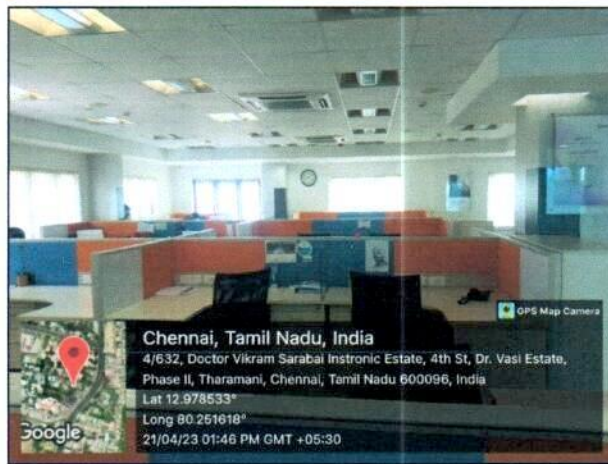 GPS Map Camera
Chennai, Tamil Nadu, India
4/632, Doctor Vikram Sarabai Instronic Estate, 4th St, Dr. Vasi Estate,
Phase II, Tharamani, Chennai, Tamil Nadu 600096, India
Lat 12.978533°
Long 80.251618°
21/04/23 01:46 PM GMT +05:30
Google